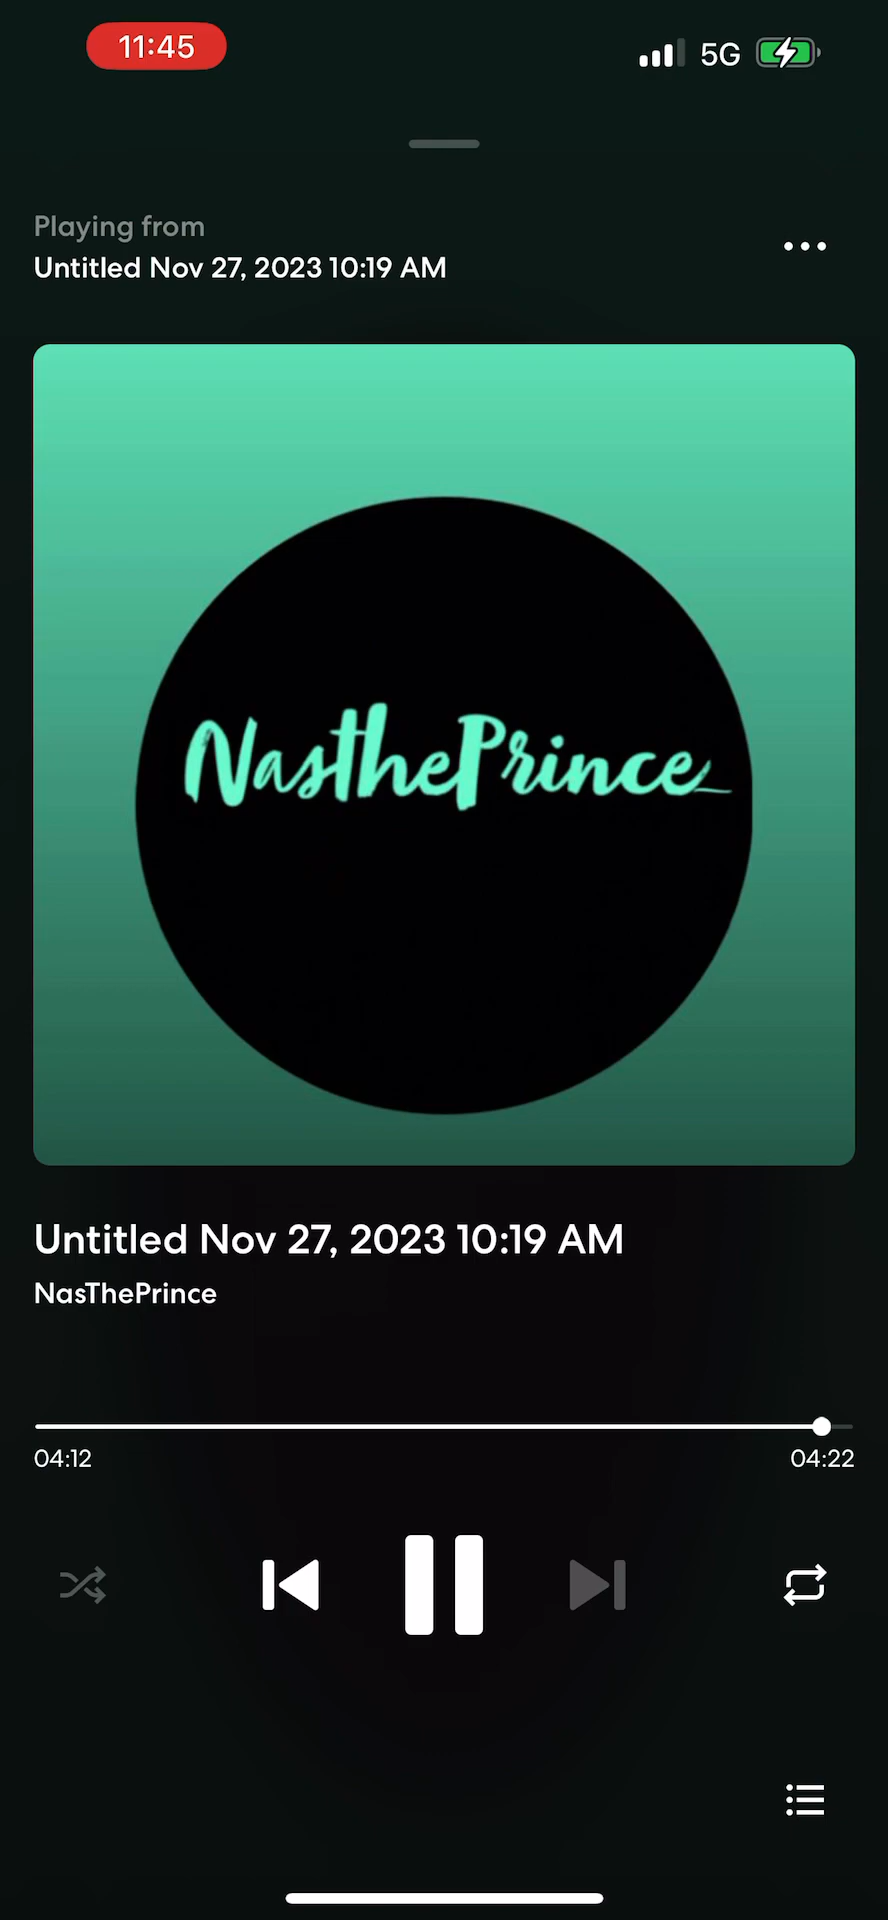 11:45
5G
Playing from
Untitled Nov 27, 2023 10:19 AM
NasthePrince
Untitled Nov 27, 2023 10:19 AM
NasThePrince
04:12
04:22